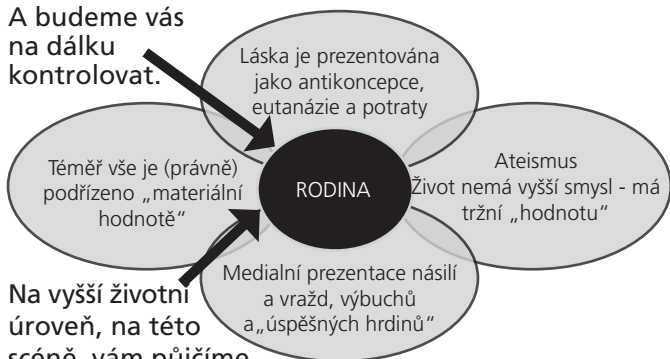 A budeme vás
na dálku
kontrolovat.
Láska je prezentována
jako antikoncepce,
eutanázie a potraty
Téměř vše je (právně)
podřízeno „materiální
hodnotě“
RODINA
Ateismus
Život nemá vyšší smysl - má
tržní „hodnotu“
Medialní prezentace násilí
a vražd, výbuchů
a„úspěšných hrdinů“
Na vyšší životní
úroveň, na této
scéně, vám půjčíme